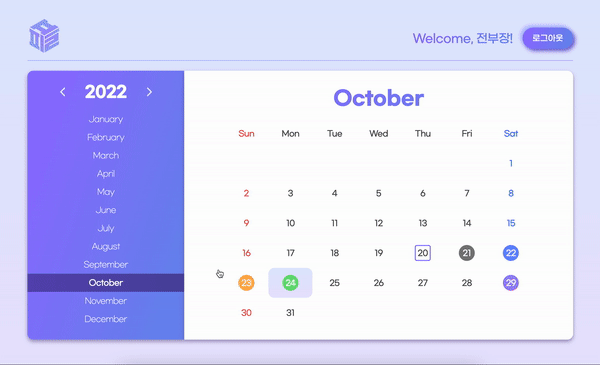 Welcome, 전부장!
로그아웃
2022
January
February
March
April
May
June
July
August
September
October
November
December
October
Sun Mon Tue Wed Thu Fri Sat
1
2 3 4 5 6 7 8
9 10 11 12 13 14 15
16 17 18 19 20 21 22
23 24 25 26 27 28 29
30 31